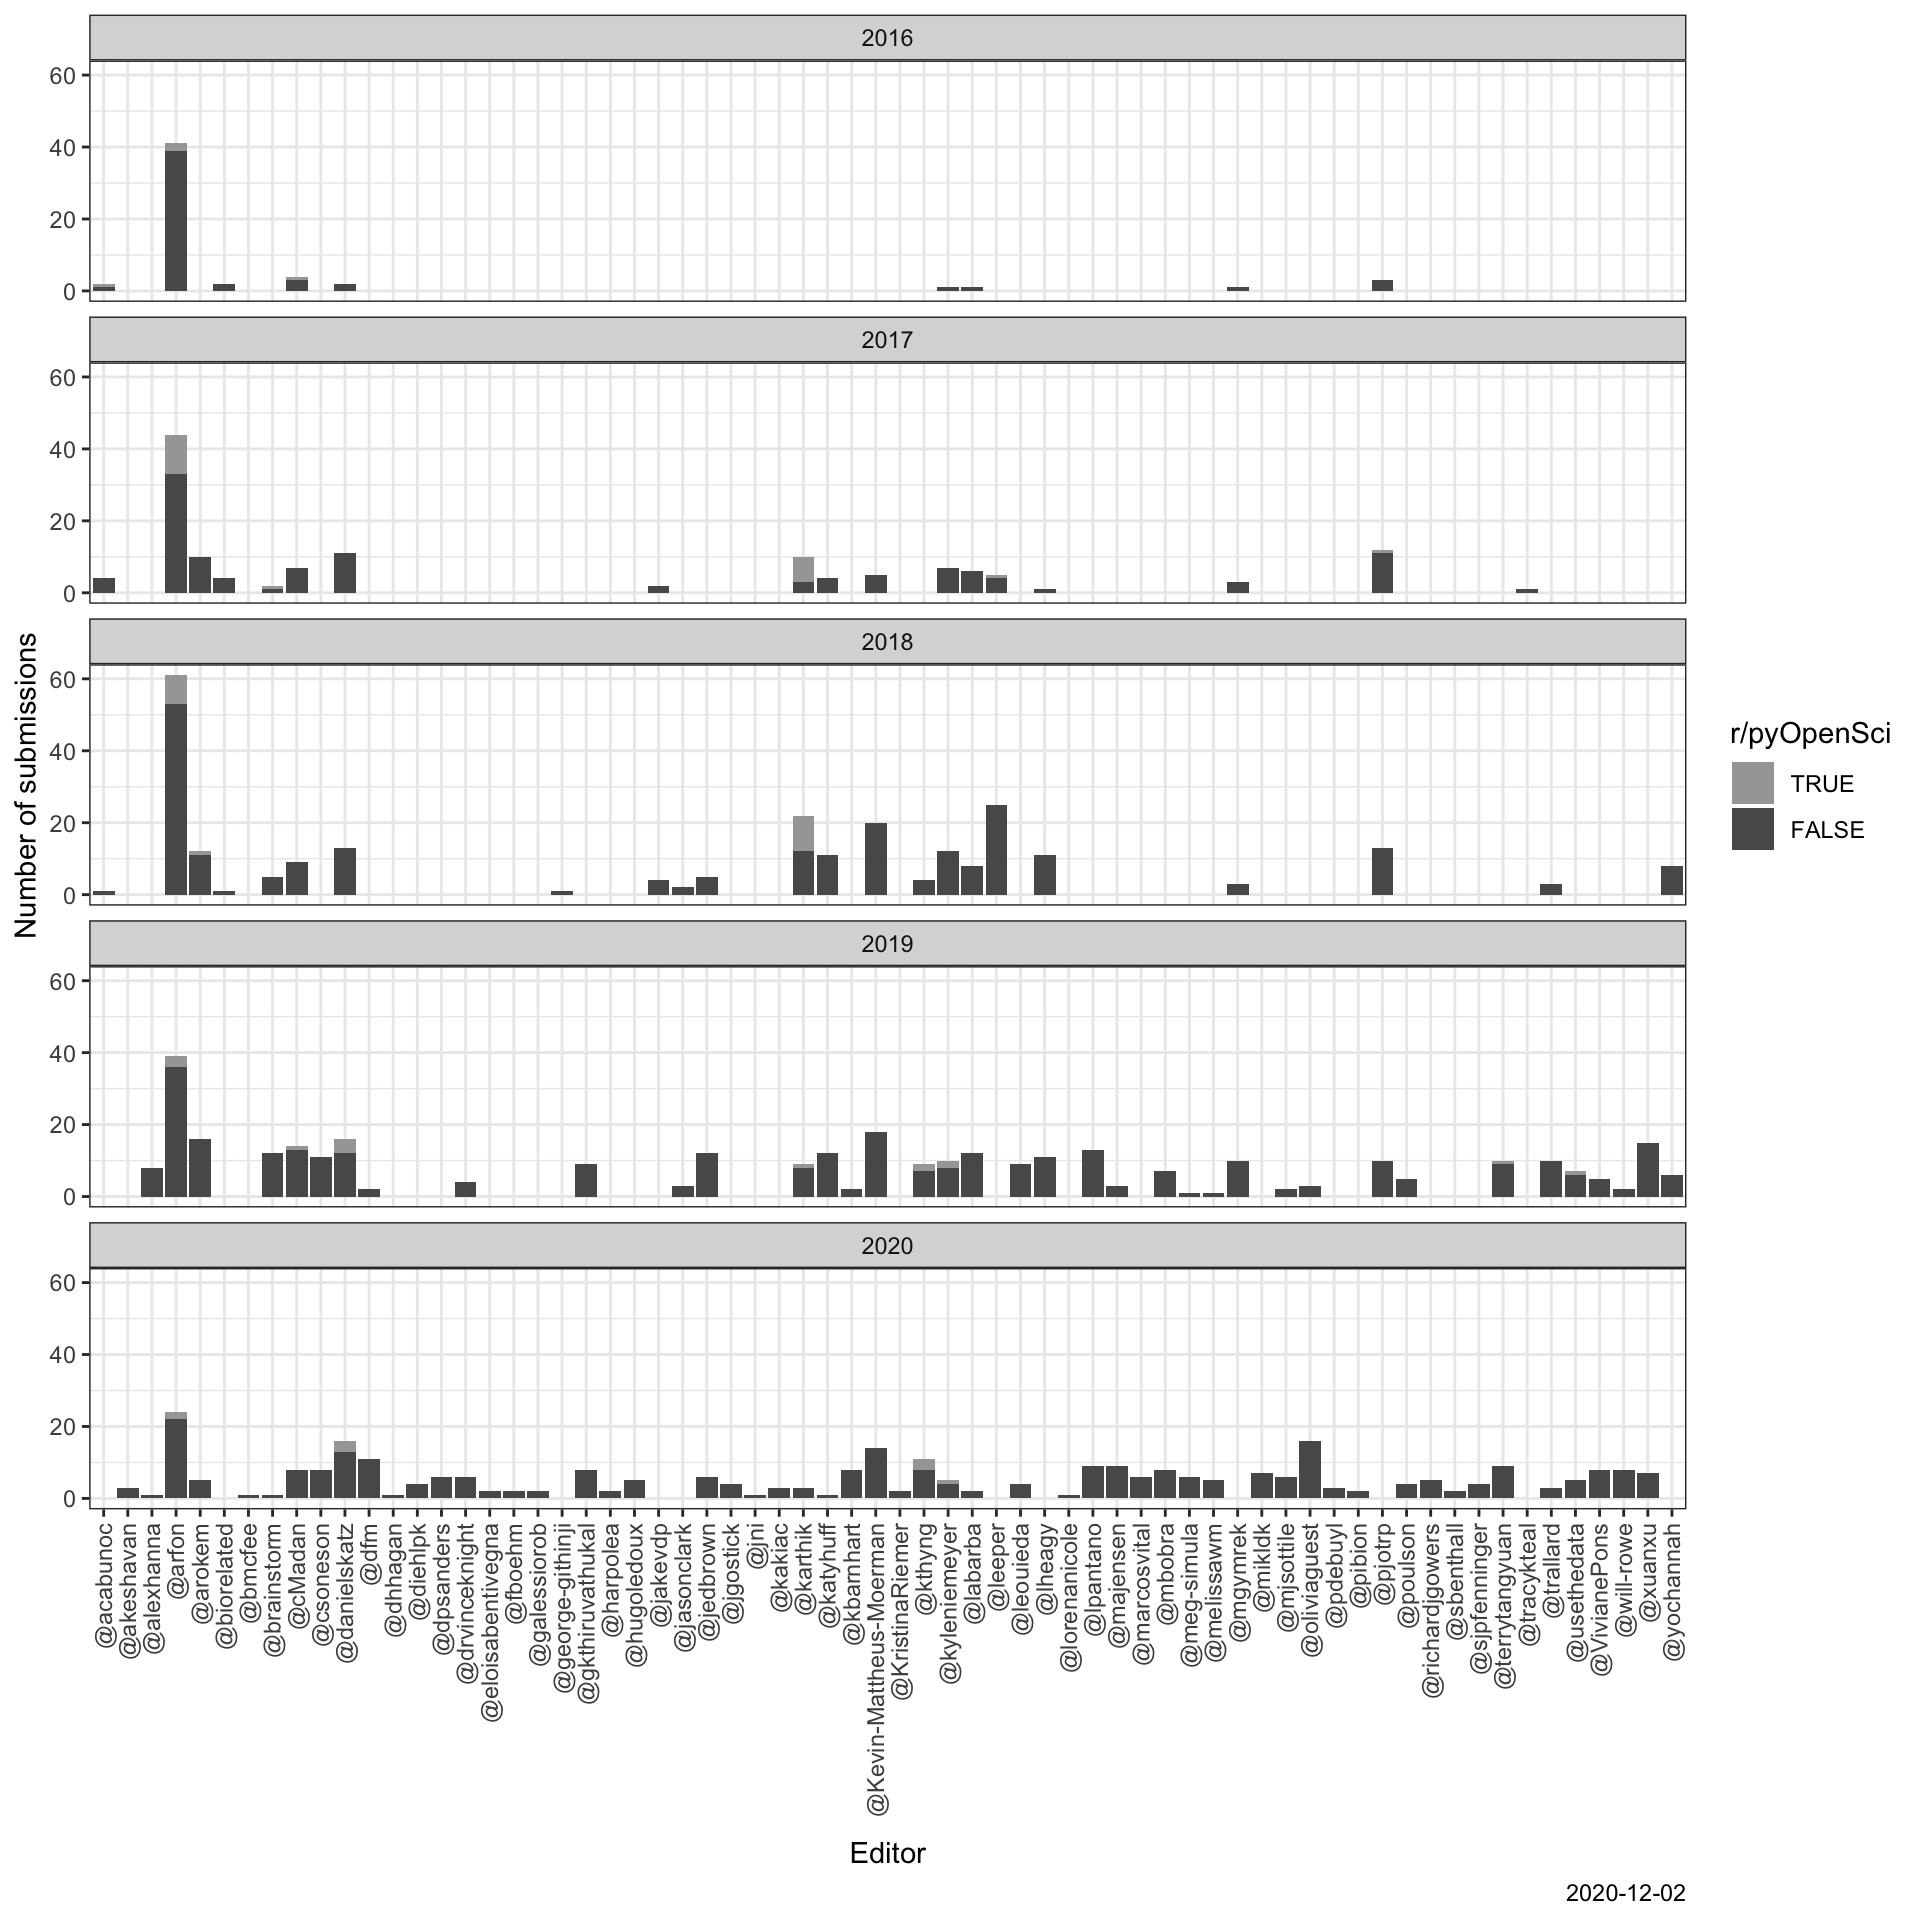 2016
60
40
20
0
2017
60
40
20
0
2018
60
40
20
0
2019
60
40
20
0
2020
60
40
20
0
Number of submissions
r/pyOpenSci
TRUE
FALSE
@acabunoc
@akeshavan
@alexhanna
@arfon
@arokem
@biorelated
@bmcfee
@brainstorm
@cMadan
@csoneson
@danielskatz
@dfm
@dhhagan
@diehlpk
@dpsanders
@drvinceknight
@eloisabentivegna
@fboehm
@galessiorob
@george-githinji
@gkthiruvathukal
@harpolea
@hugoledoux
@jakevdp
@jasonclark
@jedbrown
@jgostick
@jni
@kakiac
@karthik
@katyhuff
@kbarnhart
@Kevin-Mattheus-Moerman
@KristinaRiemer
@kthyng
@kyleniemeyer
@labarba
@leeper
@leouieda
@lheagy
@lorenanicole
@lpantano
@majensen
@marcosvital
@mbobra
@meg-simula
@melissawm
@mgymrek
@mikldk
@mjsottile
@oliviaguest
@pdebuyl
@pibion
@pjotrp
@poulson
@richardjgowers
@sbenthall
@sjpfenninger
@terrytangyuan
@tracykteal
@trallard
@usethedata
@VivianePons
@will-rowe
@xuanxu
@yochannah
Editor
2020-12-02